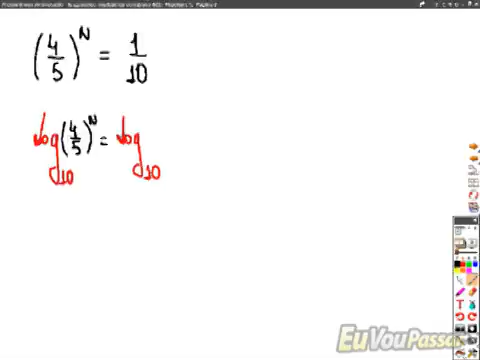 (4/5)^N = 1/10
log₁₀(4/5)^N = log₁₀
EuVouPassar